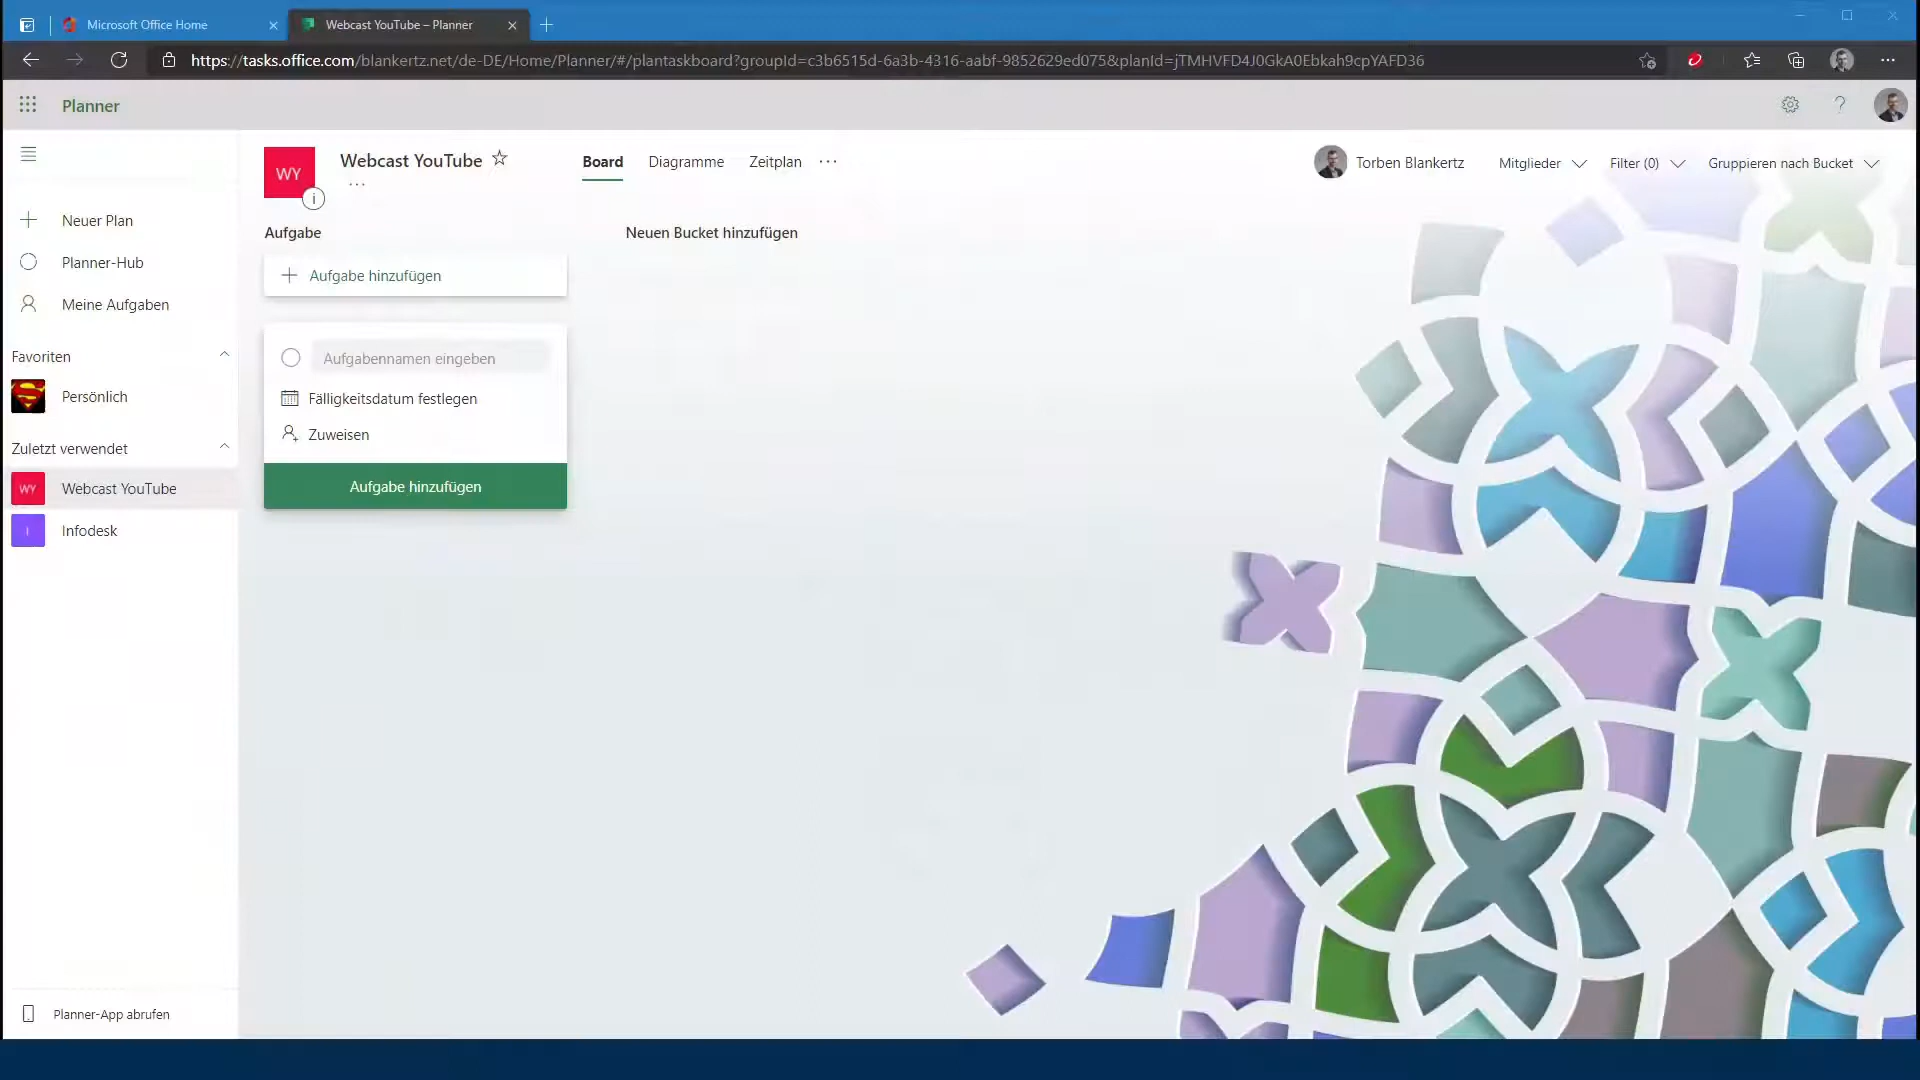 Microsoft Office Home
Webcast YouTube – Planner
https://tasks.office.com/blankertz.net/de-DE/Home/Planner/#/plantaskboard?groupId=c3b6515d-6a3b-4316-aabf-9852629ed075&planId=jTMHVFD4J0GkA0Ebkah9cpYAFD36
Planner
Neuer Plan
Planner-Hub
Meine Aufgaben
Favoriten
Persönlich
Zuletzt verwendet
WY
Webcast YouTube
I
Infodesk
Planner-App abrufen
WY
i
Webcast YouTube
...
Board
Diagramme
Zeitplan
...
Torben Blankertz
Mitglieder
Filter (0)
Gruppieren nach Bucket
Aufgabe
Neuen Bucket hinzufügen
Aufgabe hinzufügen
Aufgabennamen eingeben
Fälligkeitsdatum festlegen
Zuweisen
Aufgabe hinzufügen